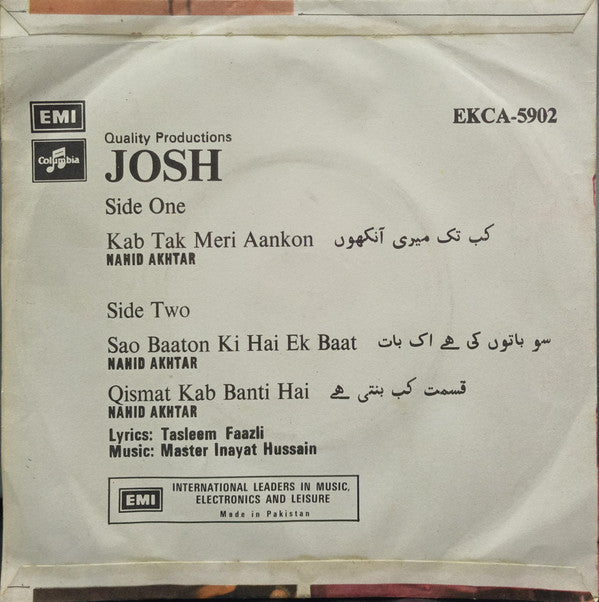 EMI
EKCA-5902
Columbia
Quality Productions
JOSH
Side One
Kab Tak Meri Aankon کب تک میری آنکھوں
NAHID AKHTAR
Side Two
Sao Baaton Ki Hai Ek Baat سو باتوں کی ہے اک بات
NAHID AKHTAR
Qismat Kab Banti Hai قسمت کب بنتی ہے
NAHID AKHTAR
Lyrics: Tasleem Faazli
Music: Master Inayat Hussain
EMI
INTERNATIONAL LEADERS IN MUSIC,
ELECTRONICS AND LEISURE
Made in Pakistan